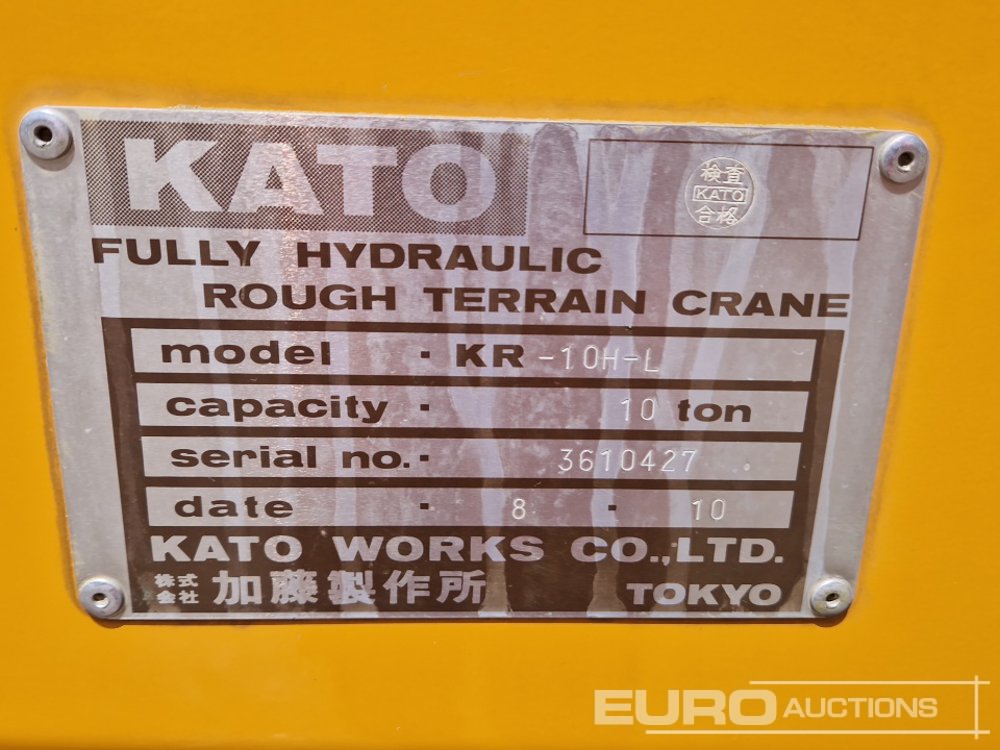 KATO
検査
KATO
合格
FULLY HYDRAULIC
ROUGH TERRAIN CRANE
model · KR -10H-L
capacity · 10 ton
serial no. · 3610427
date · 8 · 10
KATO WORKS CO.,LTD.
株式会社 加藤製作所 TOKYO
EURO AUCTIONS